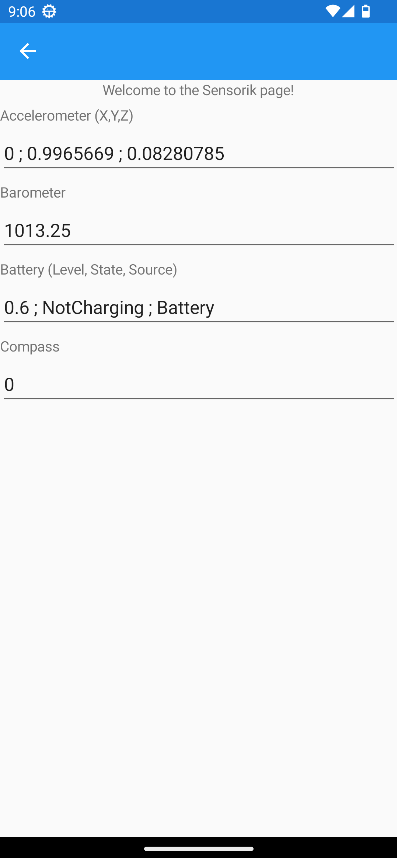 9:06
Welcome to the Sensorik page!
Accelerometer (X,Y,Z)
0 ; 0.9965669 ; 0.08280785
Barometer
1013.25
Battery (Level, State, Source)
0.6 ; NotCharging ; Battery
Compass
0